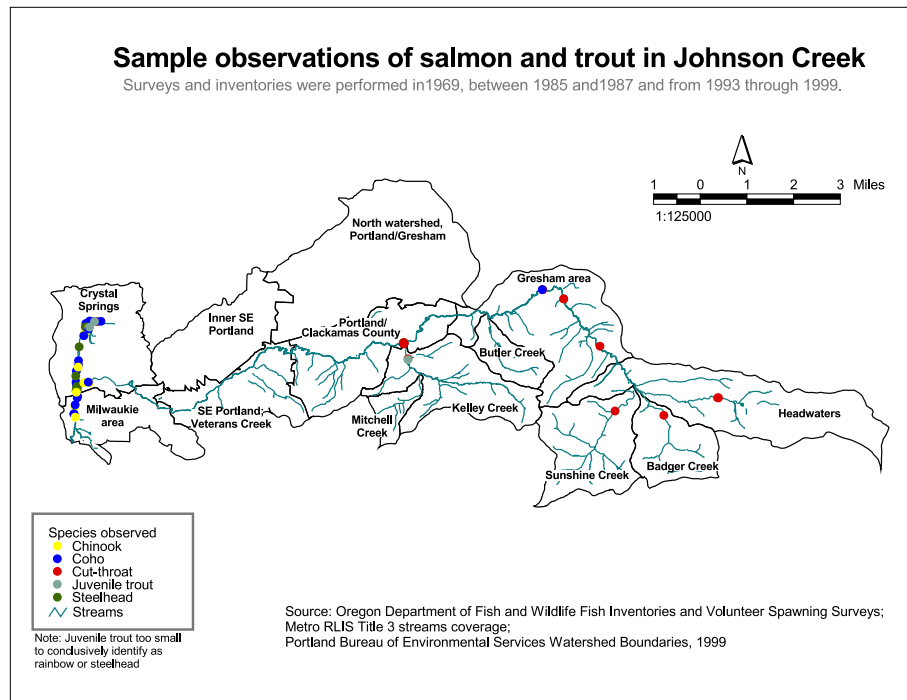 Sample observations of salmon and trout in Johnson Creek
Surveys and inventories were performed in1969, between 1985 and1987 and from 1993 through 1999.
N
1 0 1 2 3 Miles
1:125000
North watershed,
Portland/Gresham
Gresham area
Crystal
Springs
Inner SE
Portland
Portland/
Clackamas County
Butler Creek
Milwaukie
area
SE Portland;
Veterans Creek
Mitchell
Creek
Kelley Creek
Headwaters
Sunshine Creek
Badger Creek
Species observed
Chinook
Coho
Cut-throat
Juvenile trout
Steelhead
Streams
Note: Juvenile trout too small
to conclusively identify as
rainbow or steelhead
Source: Oregon Department of Fish and Wildlife Fish Inventories and Volunteer Spawning Surveys;
Metro RLIS Title 3 streams coverage;
Portland Bureau of Environmental Services Watershed Boundaries, 1999